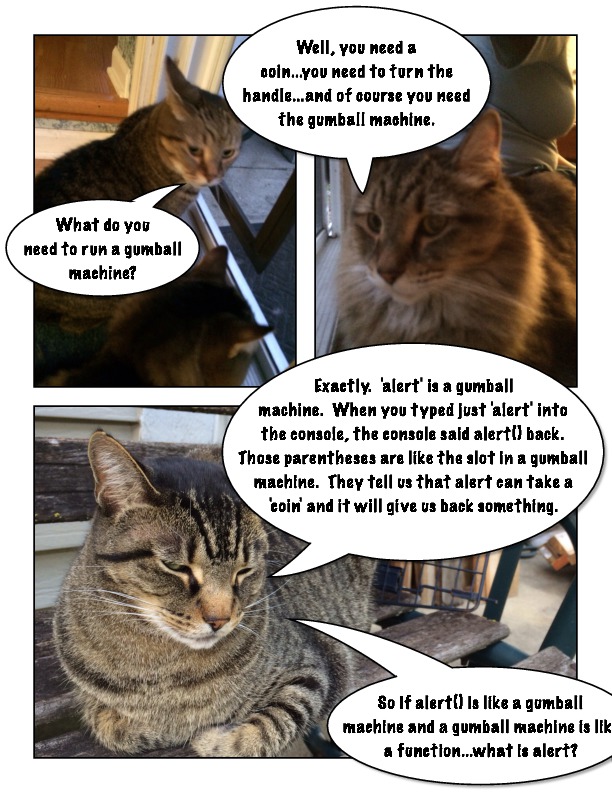 What do you
need to run a gumball
machine?
Well, you need a
coin...you need to turn the
handle...and of course you need
the gumball machine.
Exactly. 'alert' is a gumball
machine. When you typed just 'alert' into
the console, the console said alert() back.
Those parentheses are like the slot in a gumball
machine. They tell us that alert can take a
'coin' and it will give us back something.
So if alert() is like a gumball
machine and a gumball machine is lik
a function...what is alert?